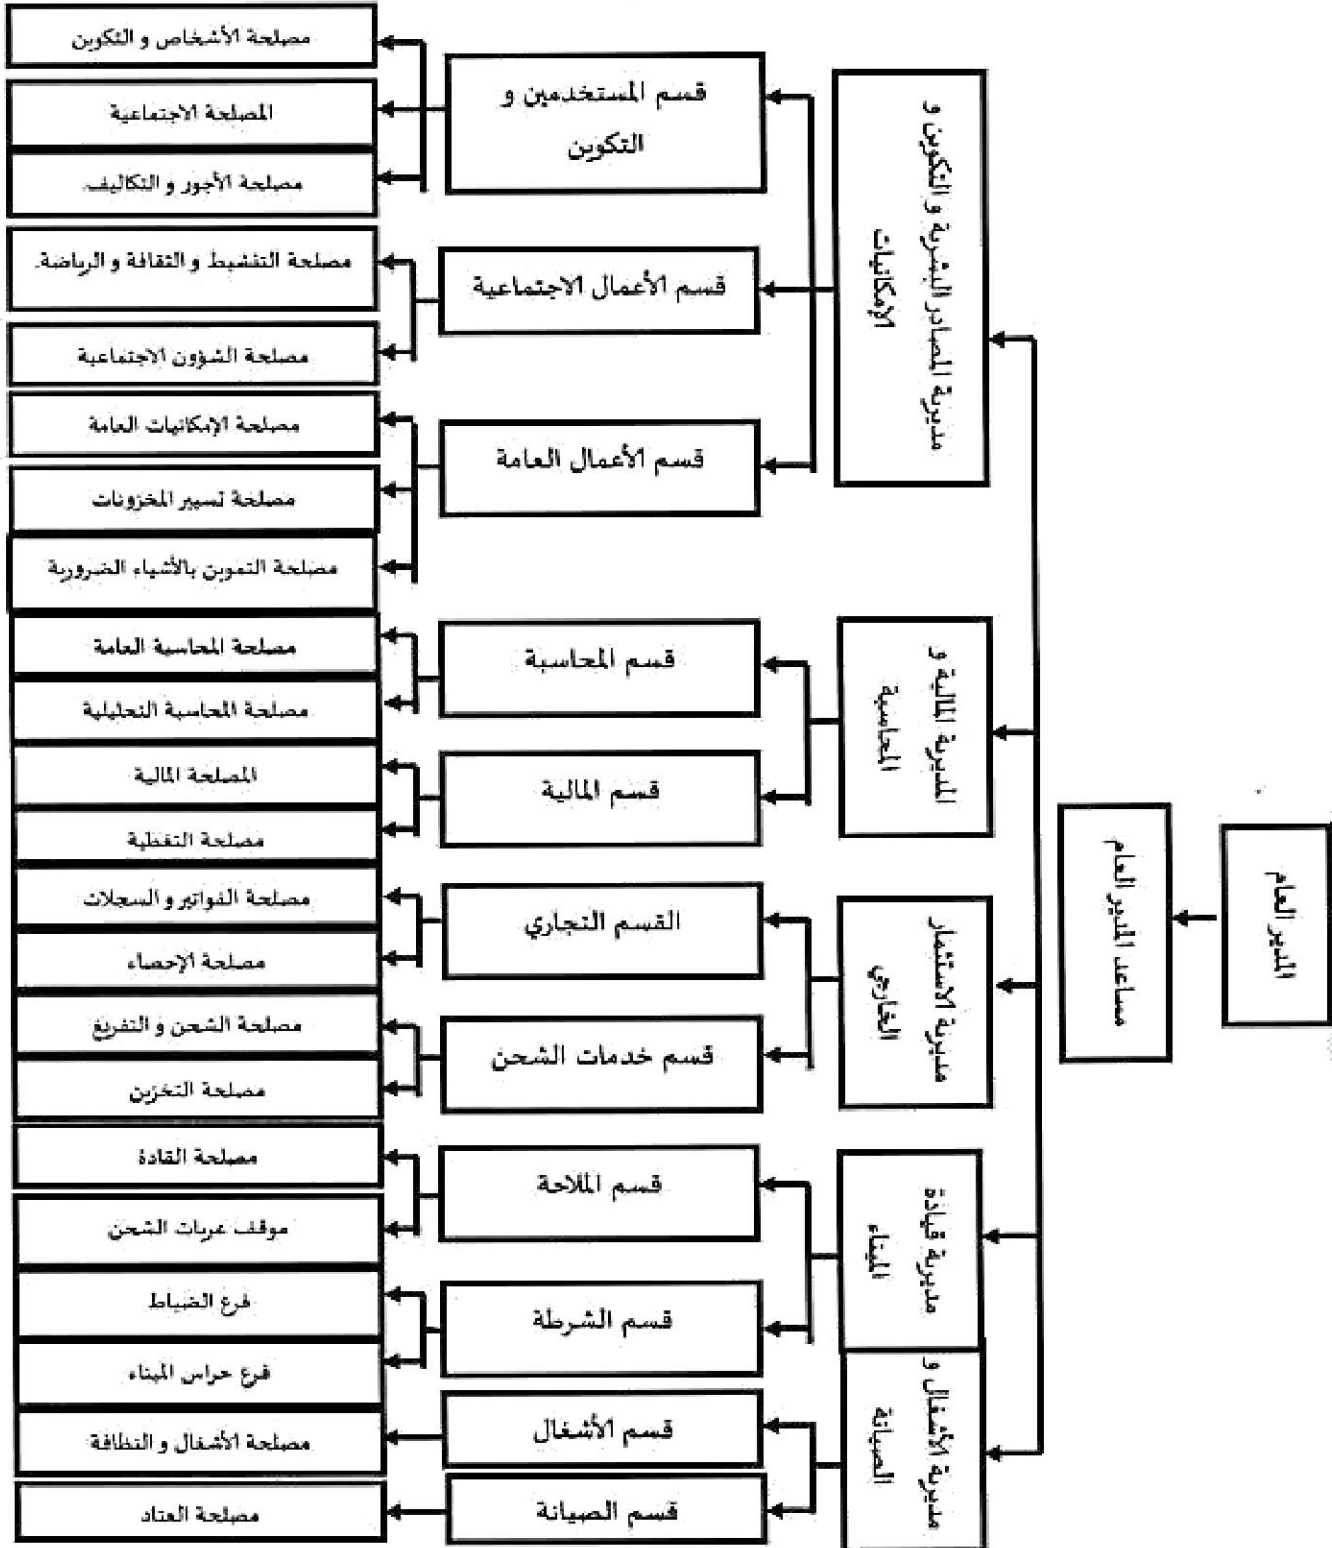 المدير العام
مساعد المدير العام
مديرية المصادر البشرية و التكوين و
الإمكانيات
قسم المستخدمين و
التكوين
مصلحة الأشخاص و التكوين
المصلحة الاجتماعية
مصلحة الأجور و التكاليف.
قسم الأعمال الاجتماعية
مصلحة التنشيط و الثقافة و الرياضة.
مصلحة الشؤون الاجتماعية
قسم الأعمال العامة
مصلحة الإمكانيات العامة
مصلحة تسيير المخزونات
مصلحة التموين بالأشياء الضرورية
المديرية المالية و
المحاسبة
قسم المحاسبة
مصلحة المحاسبة العامة
مصلحة المحاسبة التحليلية
قسم المالية
المصلحة المالية
مصلحة التغطية
مديرية الاستثمار
الخارجي
القسم التجاري
مصلحة الفواتير و السجلات
مصلحة الإحصاء
قسم خدمات الشحن
مصلحة الشحن و التفريغ
مصلحة التخزين
مديرية قيادة
الميناء
قسم الملاحة
مصلحة القادة
موقف عربات الشحن
قسم الشرطة
فرع الضباط
فرع حراس الميناء
مديرية الأشغال و
الصيانة
قسم الأشغال
مصلحة الأشغال و النظافة
قسم الصيانة
مصلحة العتاد